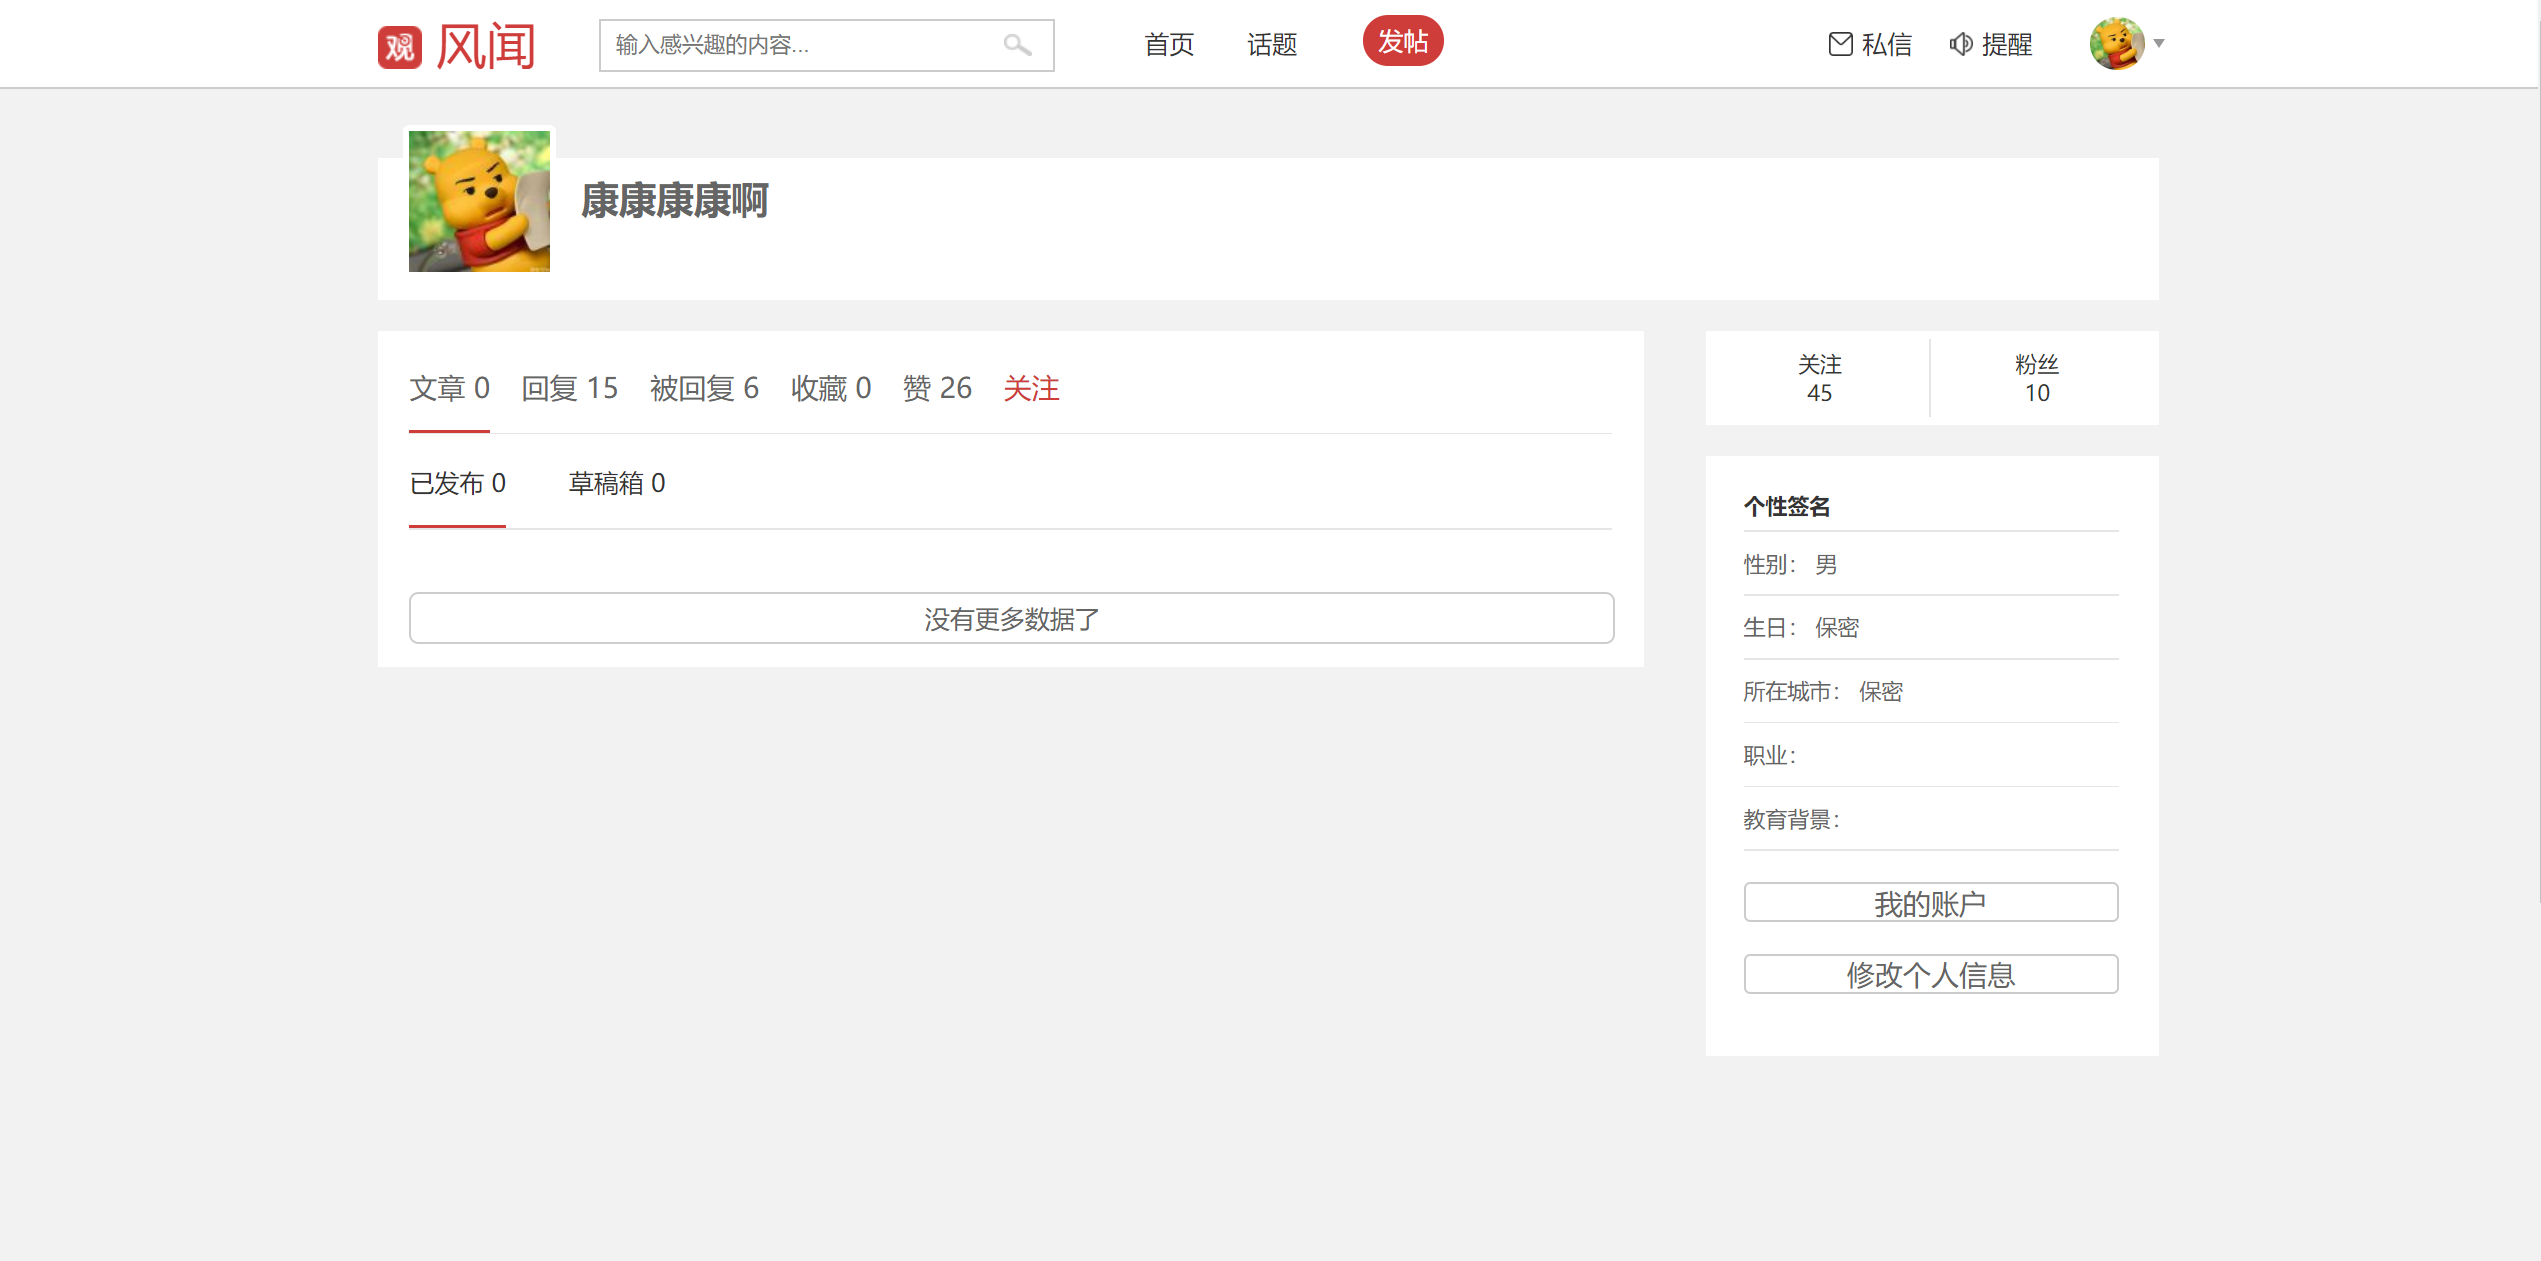 观 风闻
输入感兴趣的内容...
首页 话题 发帖 私信 提醒
康康康康啊
文章 0 回复 15 被回复 6 收藏 0 赞 26 关注
已发布 0 草稿箱 0
没有更多数据了
关注 粉丝
45 10
个性签名
性别： 男
生日： 保密
所在城市： 保密
职业：
教育背景：
我的账户
修改个人信息